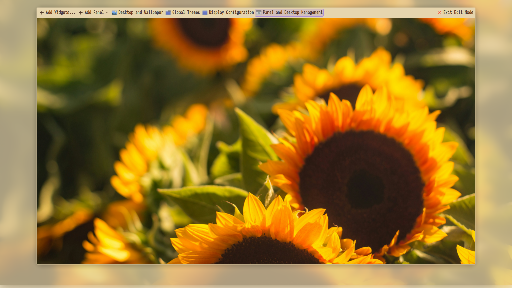 + Add Widgets... + Add Panel Desktop and Wallpaper Global Themes Display Configuration Panel and Desktop Management × Exit Edit Mode